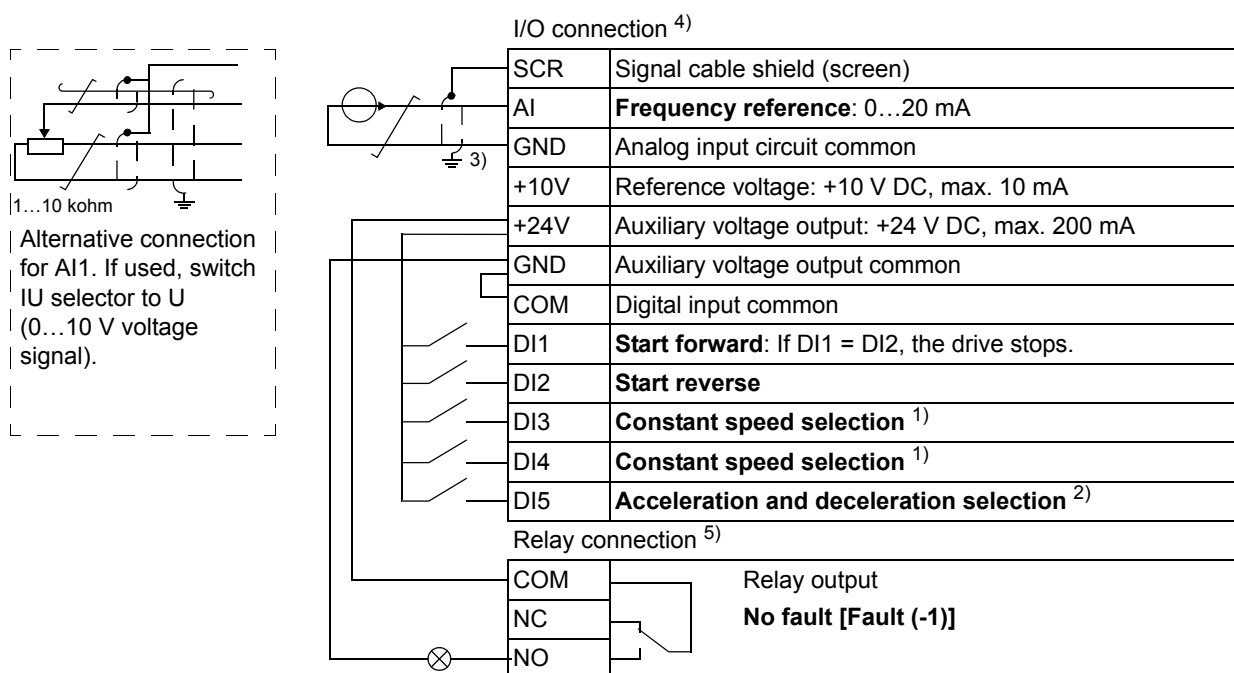 I/O connection 4)
SCR Signal cable shield (screen)
AI Frequency reference: 0…20 mA
GND Analog input circuit common
3)
+10V Reference voltage: +10 V DC, max. 10 mA
+24V Auxiliary voltage output: +24 V DC, max. 200 mA
GND Auxiliary voltage output common
COM Digital input common
DI1 Start forward: If DI1 = DI2, the drive stops.
DI2 Start reverse
DI3 Constant speed selection 1)
DI4 Constant speed selection 1)
DI5 Acceleration and deceleration selection 2)
Relay connection 5)
COM Relay output
NC No fault [Fault (-1)]
NO
1…10 kohm
Alternative connection
for AI1. If used, switch
IU selector to U
(0…10 V voltage
signal).